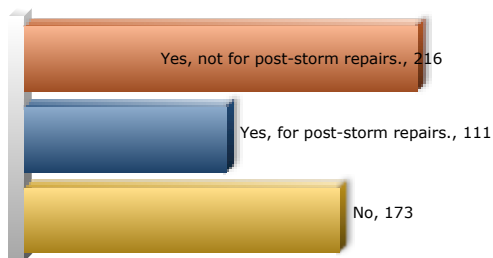 Yes, not for post-storm repairs., 216
Yes, for post-storm repairs., 111
No, 173